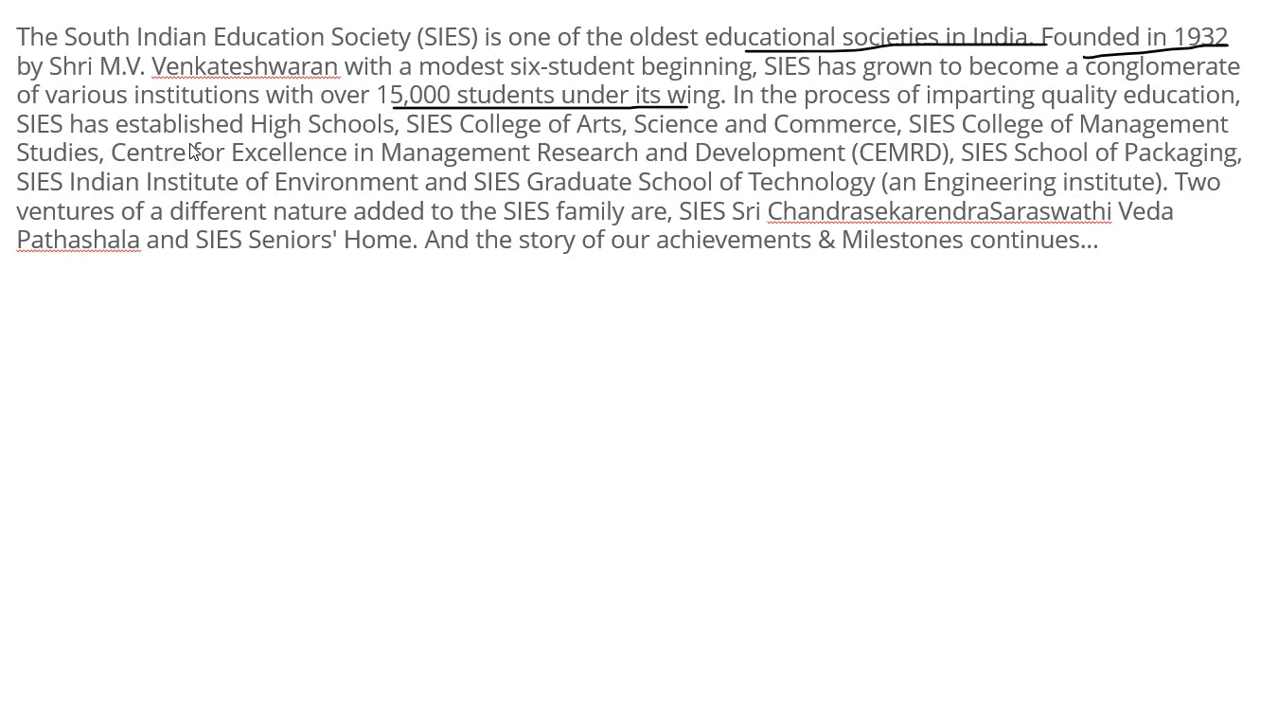 The South Indian Education Society (SIES) is one of the oldest educational societies in India. Founded in 1932
by Shri M.V. Venkateshwaran with a modest six-student beginning, SIES has grown to become a conglomerate
of various institutions with over 15,000 students under its wing. In the process of imparting quality education,
SIES has established High Schools, SIES College of Arts, Science and Commerce, SIES College of Management
Studies, Centre for Excellence in Management Research and Development (CEMRD), SIES School of Packaging,
SIES Indian Institute of Environment and SIES Graduate School of Technology (an Engineering institute). Two
ventures of a different nature added to the SIES family are, SIES Sri ChandrasekarendraSaraswathi Veda
Pathashala and SIES Seniors' Home. And the story of our achievements & Milestones continues...